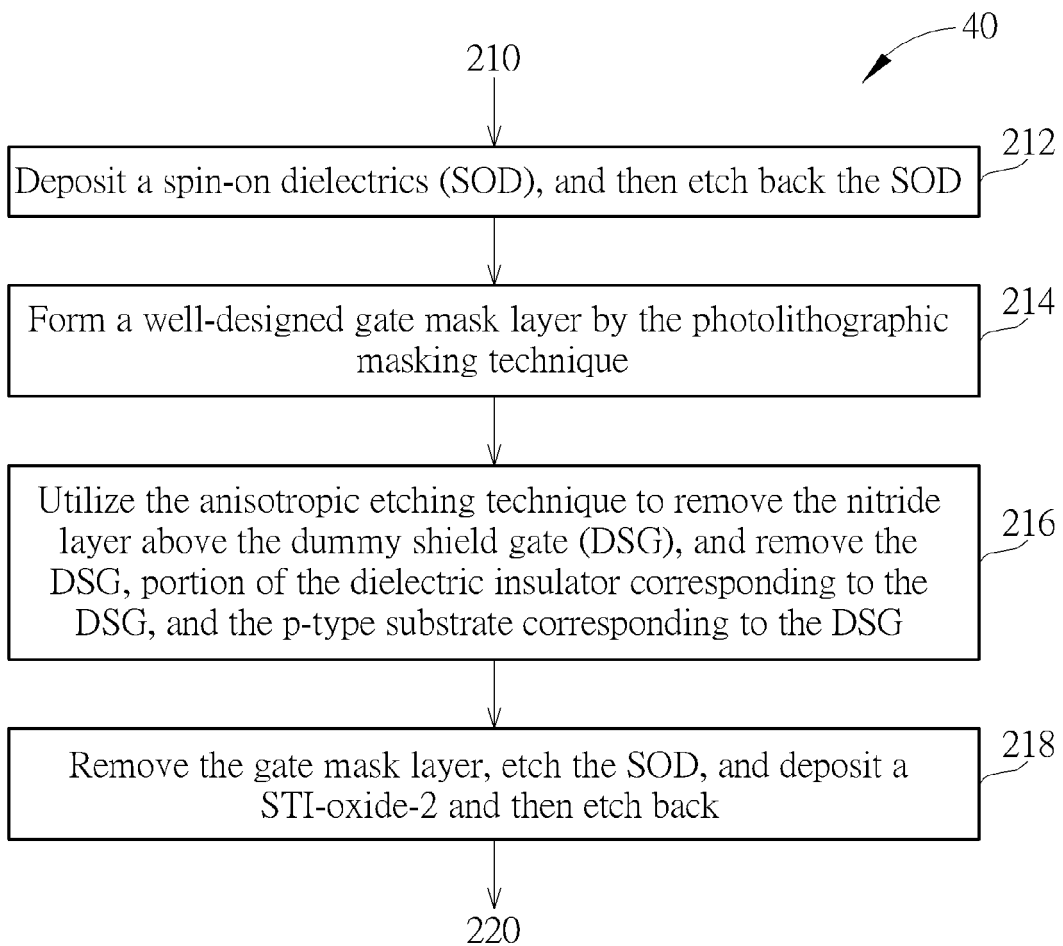 40
210
212
Deposit a spin-on dielectrics (SOD), and then etch back the SOD
214
Form a well-designed gate mask layer by the photolithographic
masking technique
216
Utilize the anisotropic etching technique to remove the nitride
layer above the dummy shield gate (DSG), and remove the
DSG, portion of the dielectric insulator corresponding to the
DSG, and the p-type substrate corresponding to the DSG
218
Remove the gate mask layer, etch the SOD, and deposit a
STI-oxide-2 and then etch back
220